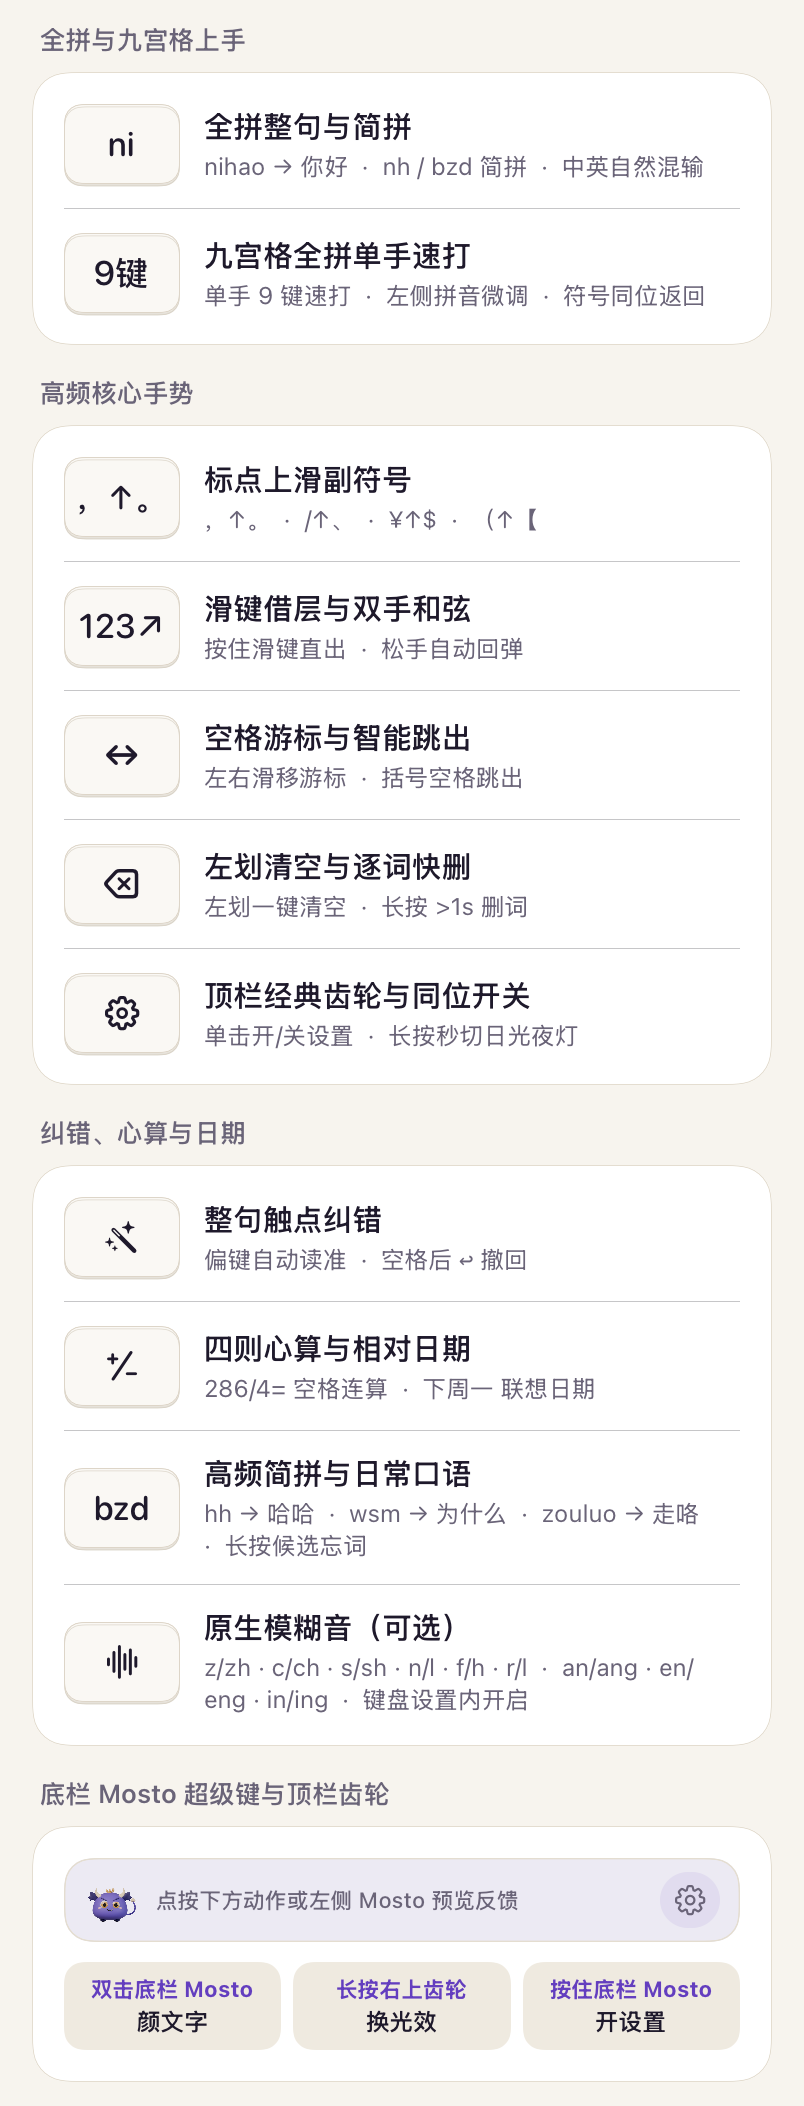 全拼与九宫格上手
ni
全拼整句与简拼
nihao → 你好 · nh / bzd 简拼 · 中英自然混输
9键
九宫格全拼单手速打
单手 9 键速打 · 左侧拼音微调 · 符号同位返回
高频核心手势
，↑。
标点上滑副符号
，↑。 · /↑、 · ¥↑$ · （↑【
123↗
滑键借层与双手和弦
按住滑键直出 · 松手自动回弹
空格游标与智能跳出
左右滑移游标 · 括号空格跳出
左划清空与逐词快删
左划一键清空 · 长按 >1s 删词
顶栏经典齿轮与同位开关
单击开/关设置 · 长按秒切日光夜灯
纠错、心算与日期
整句触点纠错
偏键自动读准 · 空格后 ↩ 撤回
四则心算与相对日期
286/4= 空格连算 · 下周一 联想日期
bzd
高频简拼与日常口语
hh → 哈哈 · wsm → 为什么 · zouluo → 走咯
· 长按候选忘词
原生模糊音（可选）
z/zh · c/ch · s/sh · n/l · f/h · r/l · an/ang · en/
eng · in/ing · 键盘设置内开启
底栏 Mosto 超级键与顶栏齿轮
点按下方动作或左侧 Mosto 预览反馈
双击底栏 Mosto
颜文字
长按右上齿轮
换光效
按住底栏 Mosto
开设置